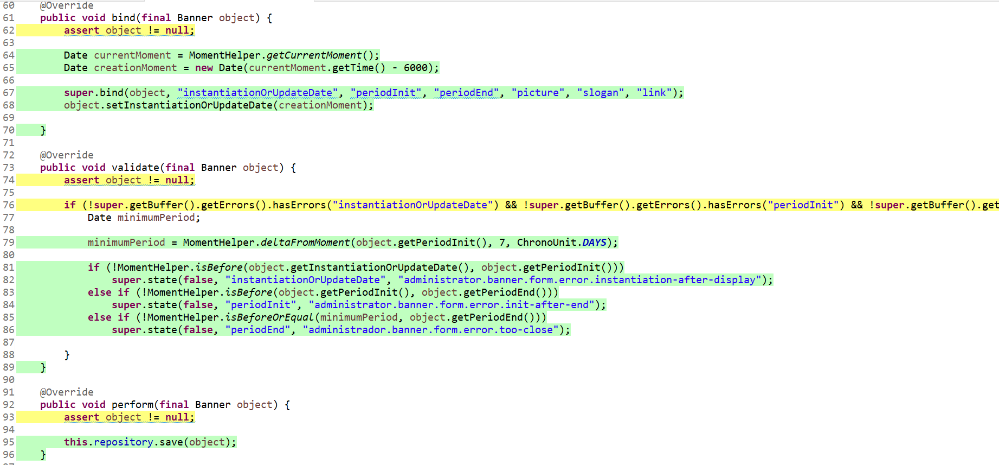 60 @Override
61 public void bind(final Banner object) {
62 assert object != null;
63
64 Date currentMoment = MomentHelper.getCurrentMoment();
65 Date creationMoment = new Date(currentMoment.getTime() - 6000);
66
67 super.bind(object, "instantiationOrUpdateDate", "periodInit", "periodEnd", "picture", "slogan", "link");
68 object.setInstantiationOrUpdateDate(creationMoment);
69
70 }
71
72 @Override
73 public void validate(final Banner object) {
74 assert object != null;
75
76 if (!super.getBuffer().getErrors().hasErrors("instantiationOrUpdateDate") && !super.getBuffer().getErrors().hasErrors("periodInit") && !super.getBuffer().get
77 Date minimumPeriod;
78
79 minimumPeriod = MomentHelper.deltaFromMoment(object.getPeriodInit(), 7, ChronoUnit.DAYS);
80
81 if (!MomentHelper.isBefore(object.getInstantiationOrUpdateDate(), object.getPeriodInit()))
82 super.state(false, "instantiationOrUpdateDate", "administrator.banner.form.error.instantiation-after-display");
83 else if (!MomentHelper.isBefore(object.getPeriodInit(), object.getPeriodEnd()))
84 super.state(false, "periodInit", "administrator.banner.form.error.init-after-end");
85 else if (!MomentHelper.isBeforeOrEqual(minimumPeriod, object.getPeriodEnd()))
86 super.state(false, "periodEnd", "administrador.banner.form.error.too-close");
87
88 }
89 }
90
91 @Override
92 public void perform(final Banner object) {
93 assert object != null;
94
95 this.repository.save(object);
96 }